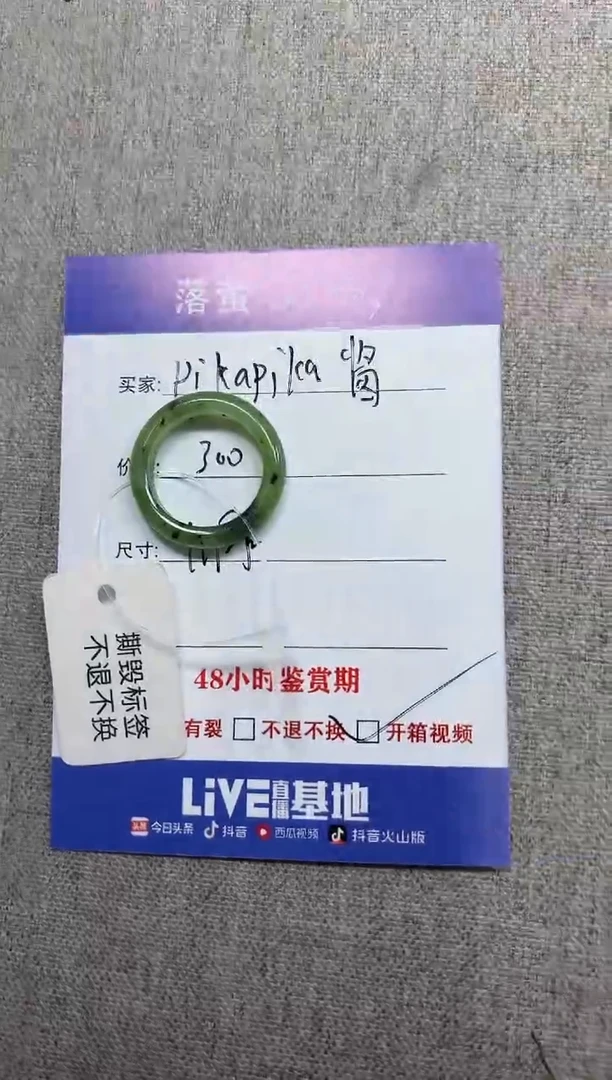 落萤
买家: pikapika 酱
价 : 300
尺寸:
48小时鉴赏期
有裂 □ 不退不换 □ 开箱视频
撕毁标签
不退不换
LiVE直播基地
头条 今日头条 抖音 西瓜视频 抖音火山版